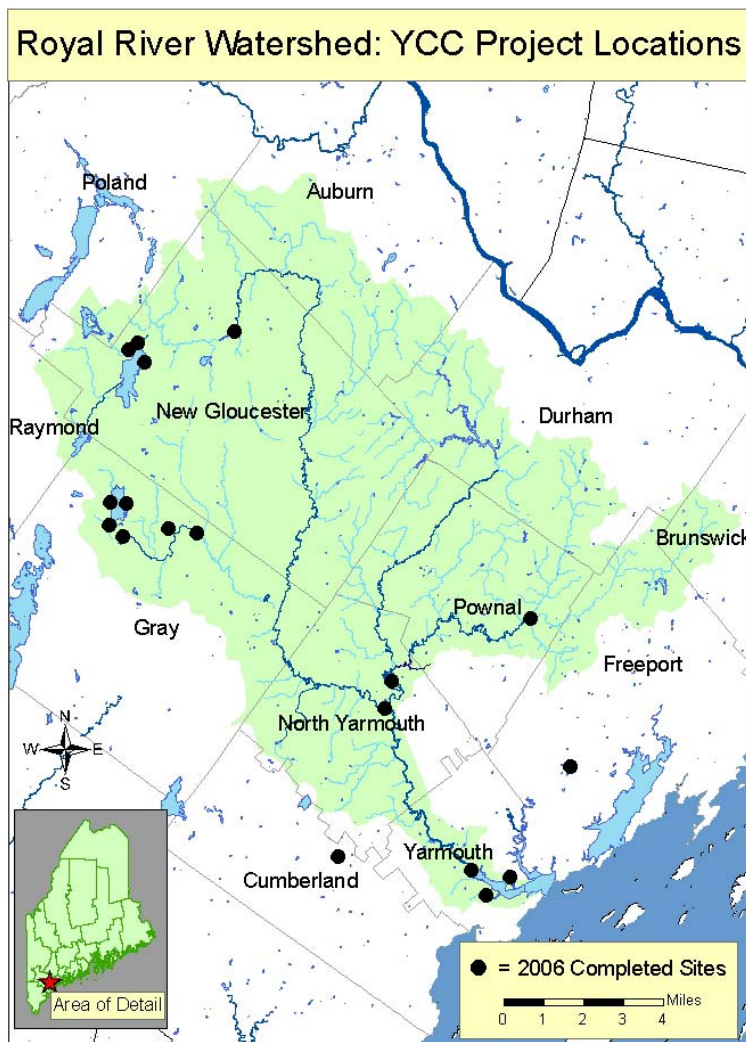 Royal River Watershed: YCC Project Locations
Poland
Auburn
New Gloucester
Raymond
Durham
Brunswick
Pownal
Gray
Freeport
North Yarmouth
N
W E
S
Yarmouth
Cumberland
Area of Detail
= 2006 Completed Sites
Miles
0 1 2 3 4